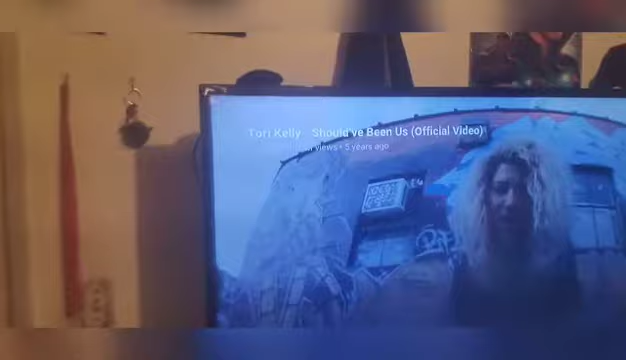 Tori Kelly Should've Been Us (Official Video)
views • 5 years ago